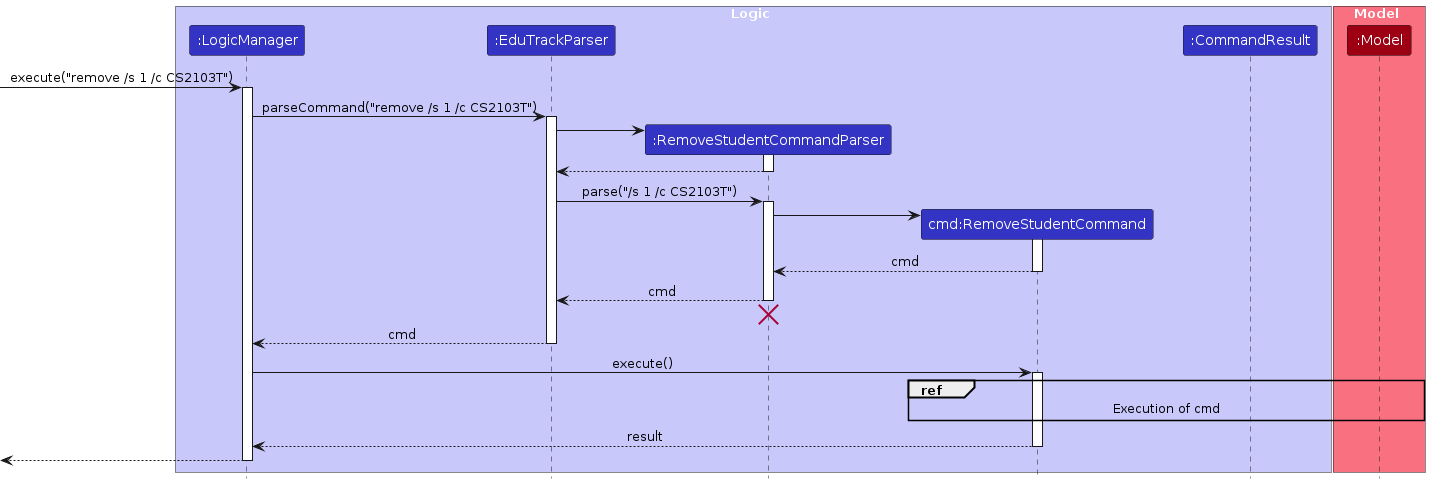 Logic
Model
:LogicManager
:EduTrackParser
:CommandResult
:Model
execute("remove /s 1 /c CS2103T")
parseCommand("remove /s 1 /c CS2103T")
:RemoveStudentCommandParser
parse("/s 1 /c CS2103T")
cmd:RemoveStudentCommand
cmd
cmd
cmd
execute()
ref
Execution of cmd
result